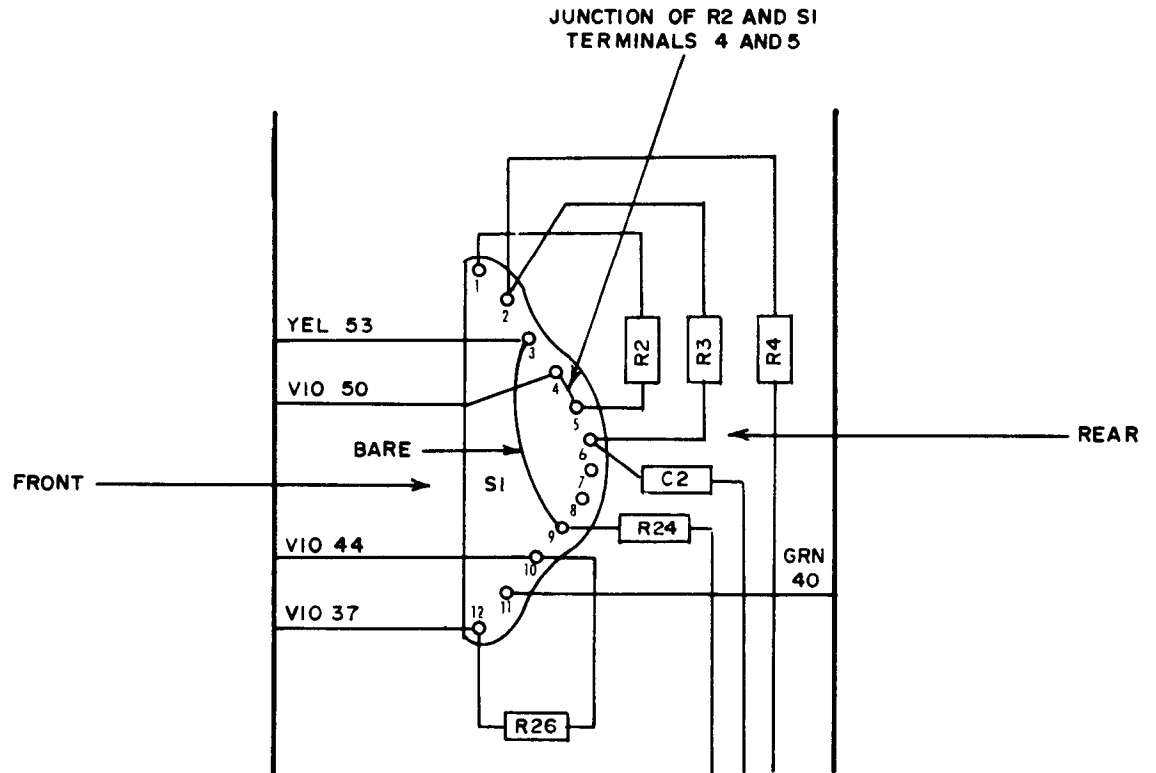 JUNCTION OF R2 AND S1
TERMINALS 4 AND 5
1
2
YEL 53
3
R2
R3
R4
4
VIO 50
5
REAR
BARE
6
7
C2
FRONT
S1
8
9
R24
VIO 44
10
GRN
40
11
VIO 37
12
R26